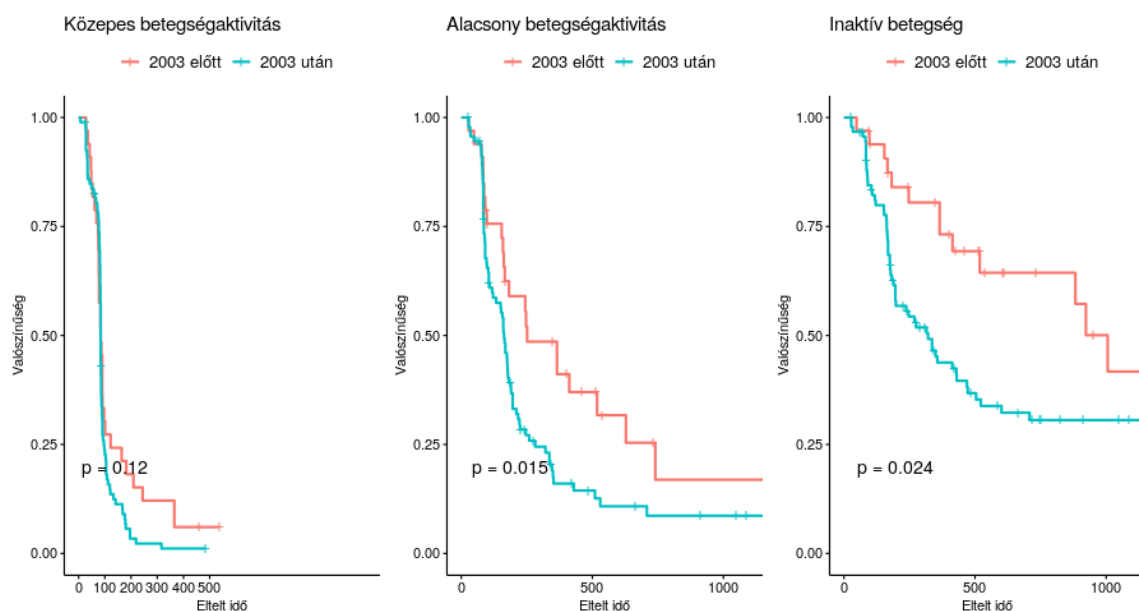 Közepes betegségaktivitás
2003 előtt 2003 után
Valószínűség
1.00
0.75
0.50
0.25
0.00
p = 0.12
0 100 200 300 400 500
Eltelt idő
Alacsony betegségaktivitás
2003 előtt 2003 után
Valószínűség
1.00
0.75
0.50
0.25
0.00
p = 0.015
0 500 1000
Eltelt idő
Inaktív betegség
2003 előtt 2003 után
Valószínűség
1.00
0.75
0.50
0.25
0.00
p = 0.024
0 500 1000
Eltelt idő